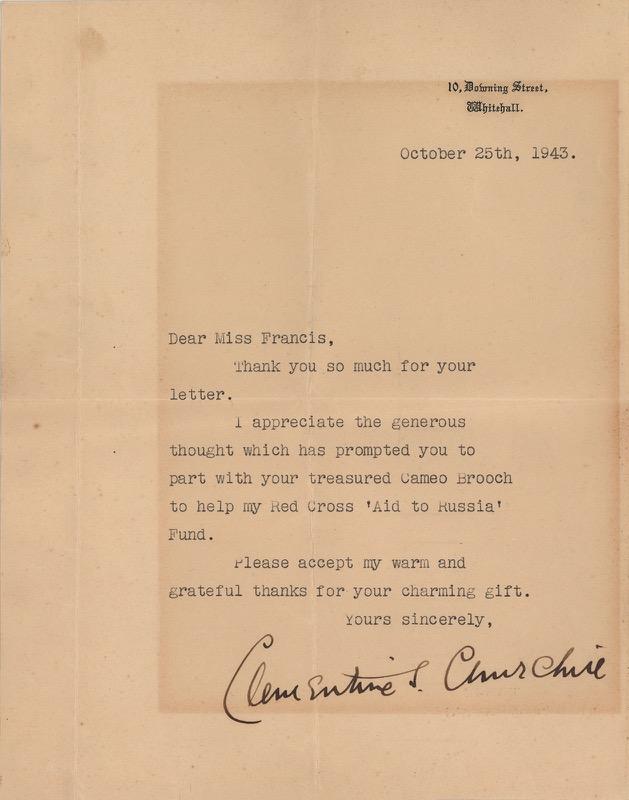 10, Downing Street,
Whitehall.
October 25th, 1943.
Dear Miss Francis,
Thank you so much for your
letter.
I appreciate the generous
thought which has prompted you to
part with your treasured Cameo Brooch
to help my Red Cross 'Aid to Russia'
Fund.
Please accept my warm and
grateful thanks for your charming gift.
Yours sincerely,
Clementine S. Churchill